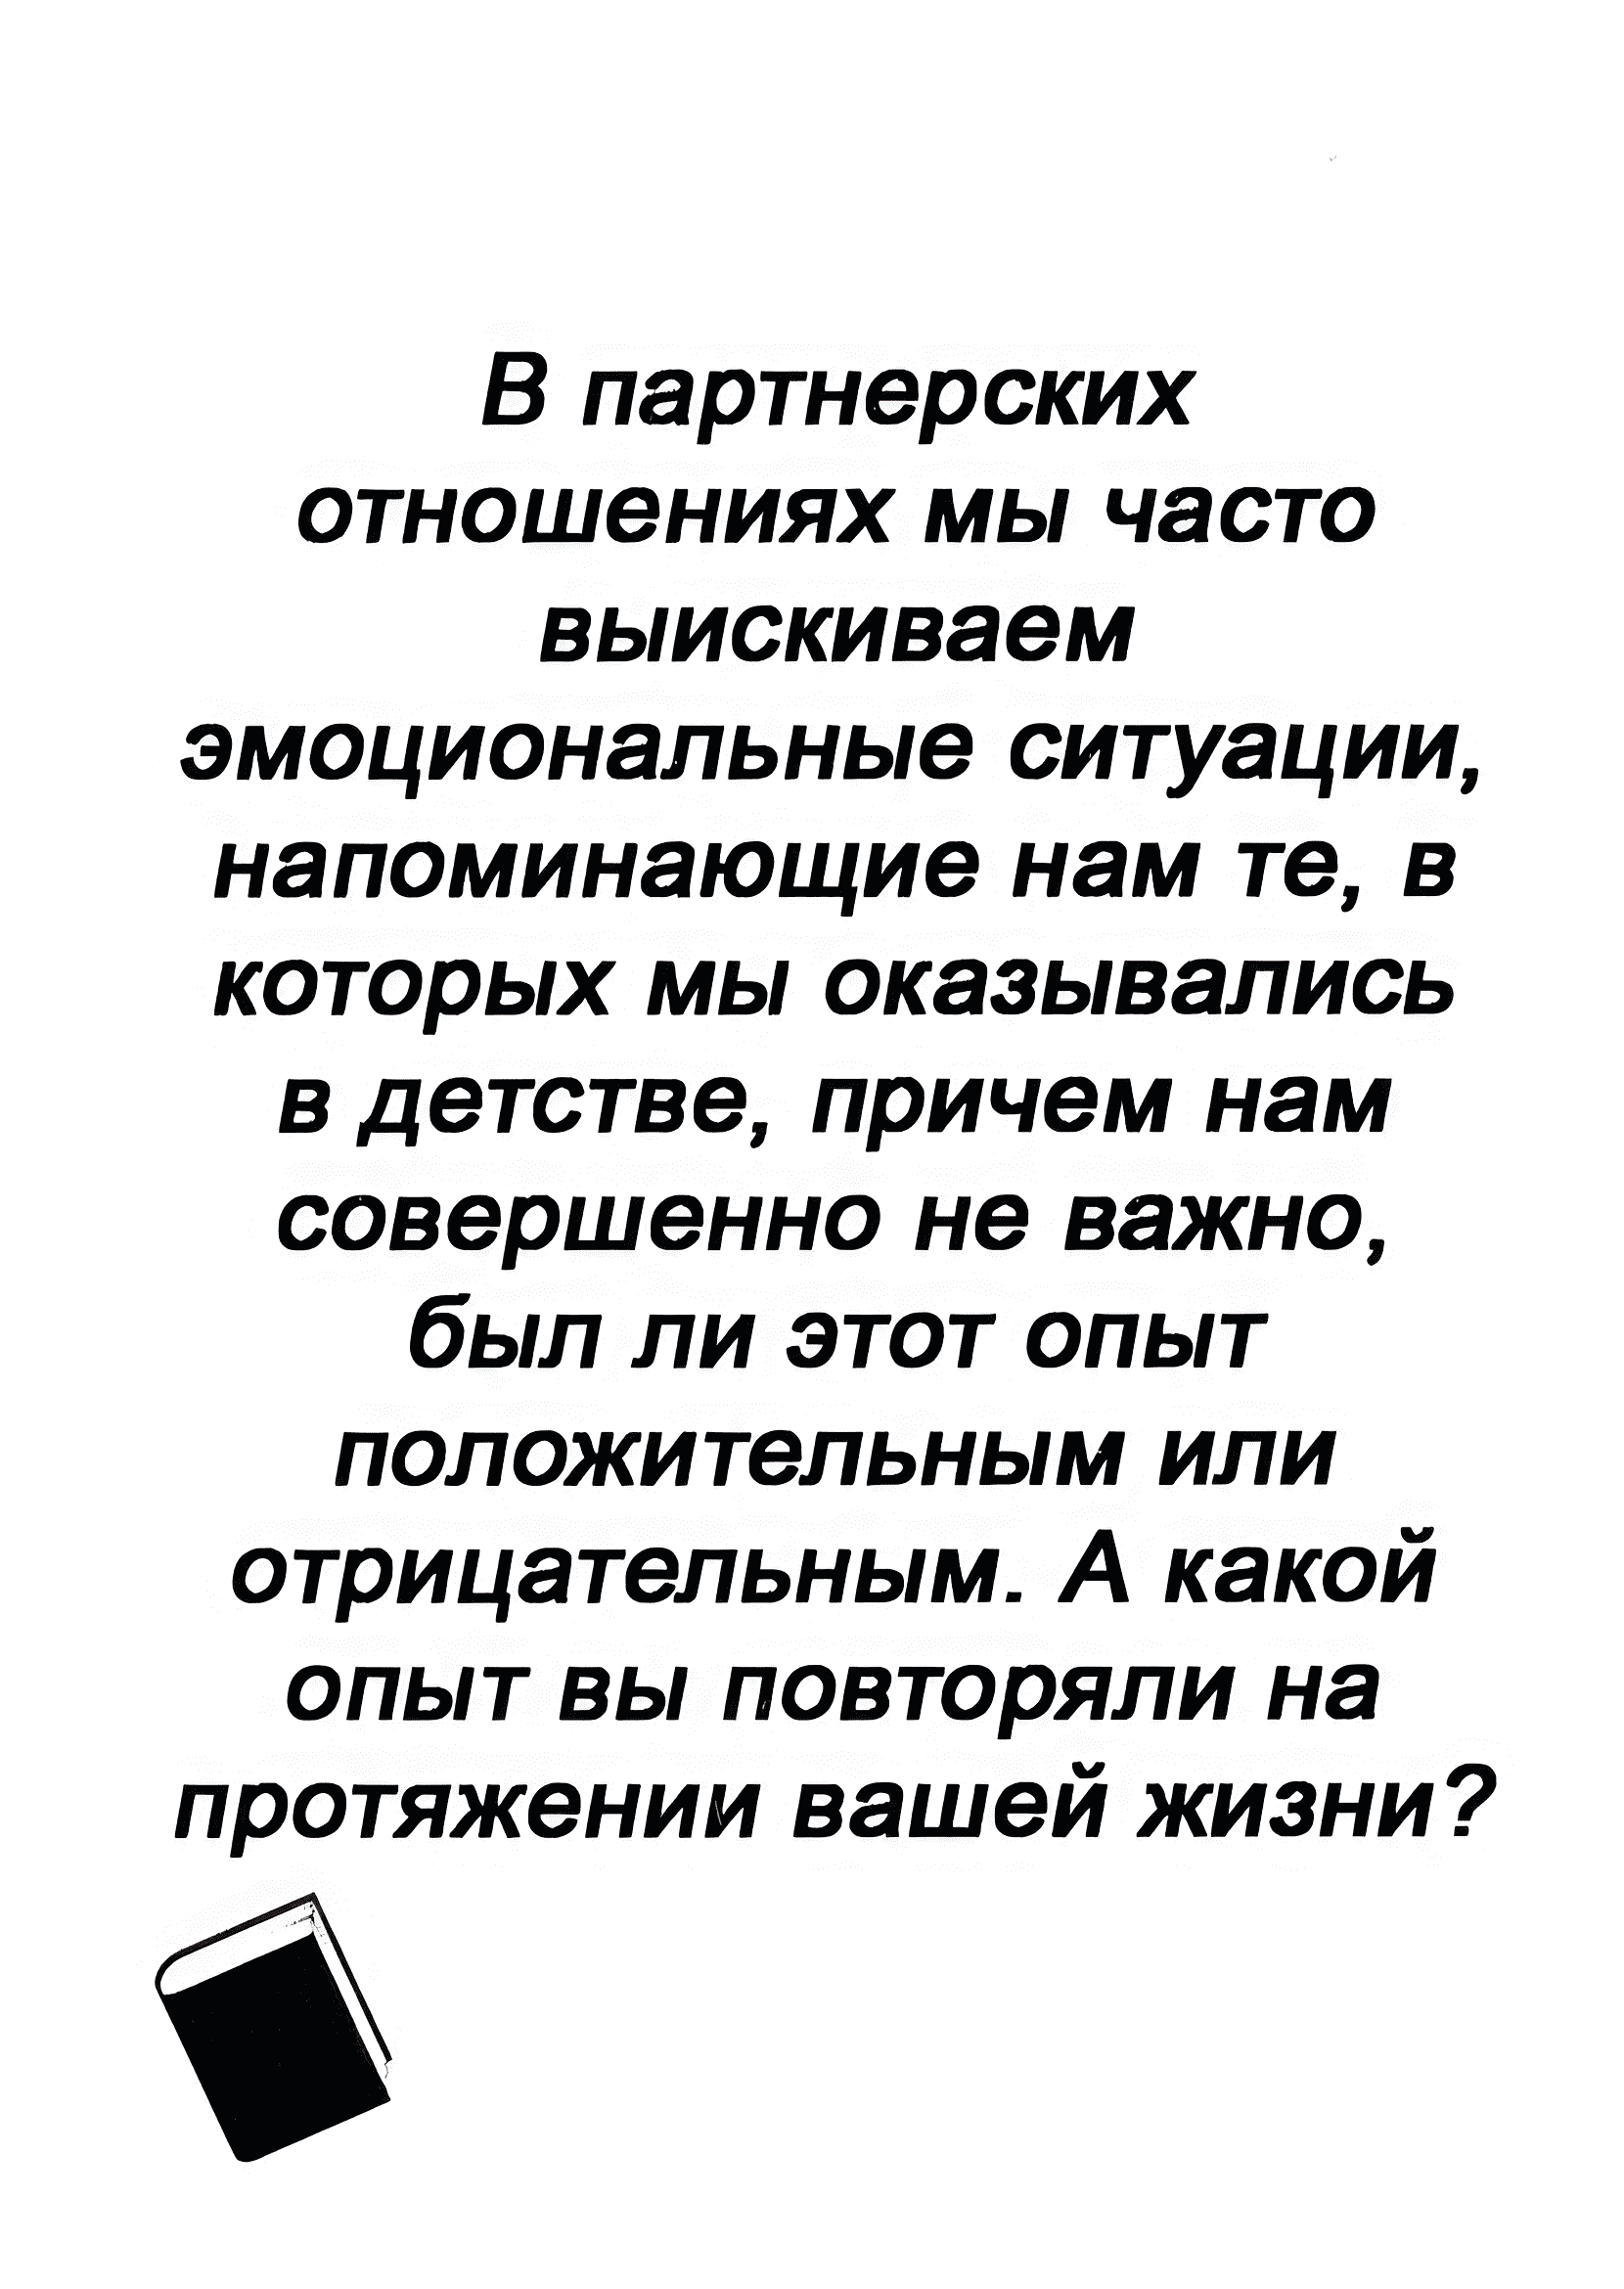 В партнерских
отношениях мы часто
выискиваем
эмоциональные ситуации,
напоминающие нам те, в
которых мы оказывались
в детстве, причем нам
совершенно не важно,
был ли этот опыт
положительным или
отрицательным. А какой
опыт вы повторяли на
протяжении вашей жизни?